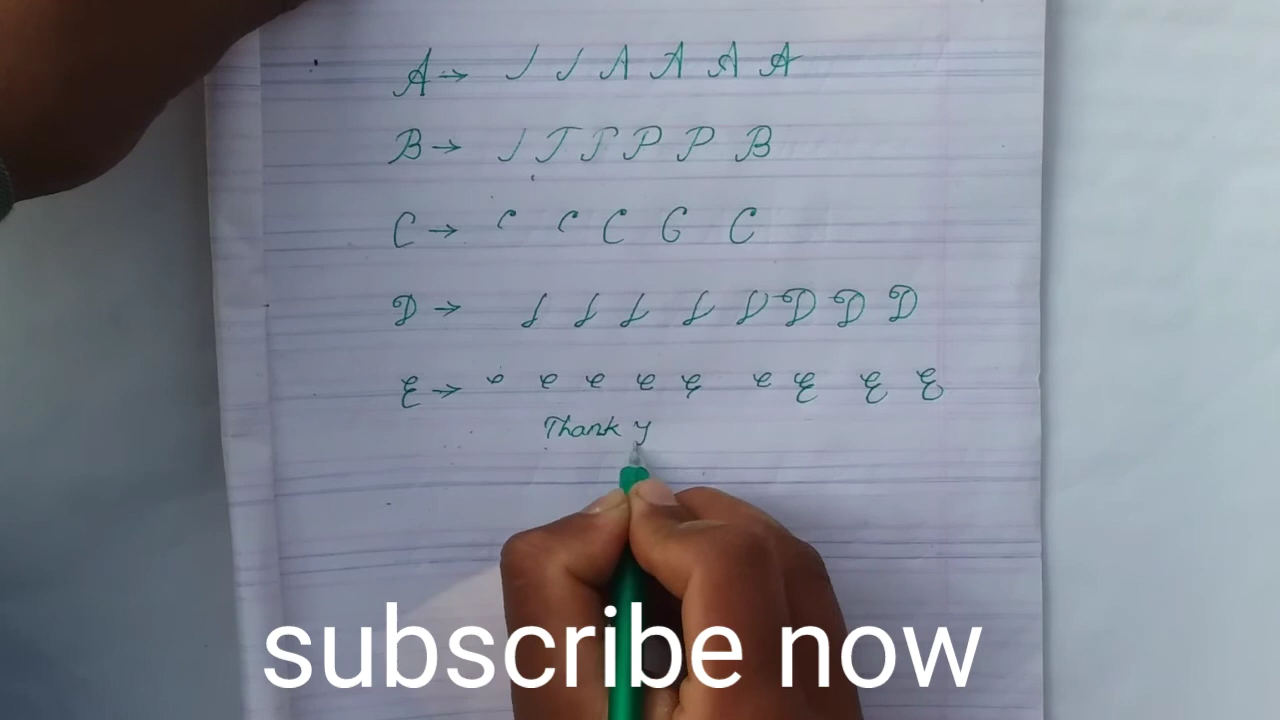 A → A A A A
B → J T P P P B
C → C C C G C
D → D D D D
E → e e e E e E E E
Thank y
subscribe now